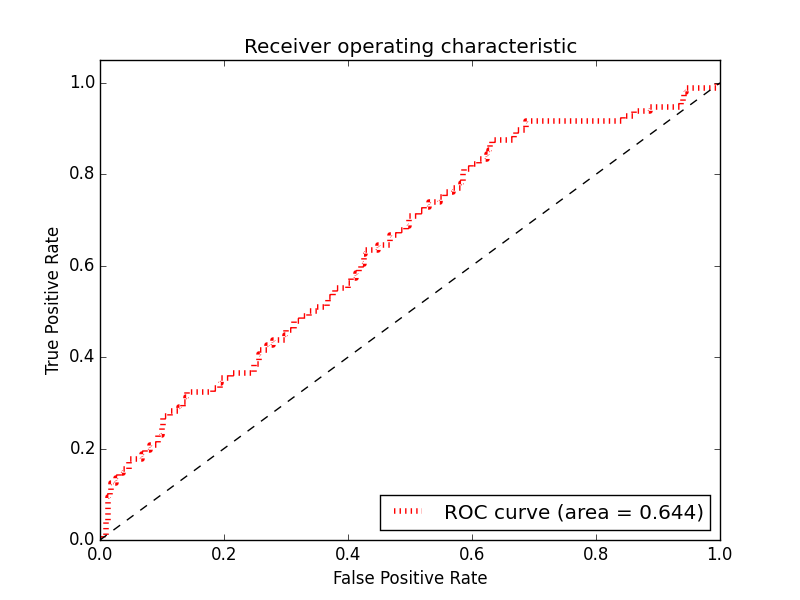 Receiver operating characteristic
1.0
0.8
0.6
0.4
0.2
0.0
True Positive Rate
ROC curve (area = 0.644)
0.0 0.2 0.4 0.6 0.8 1.0
False Positive Rate